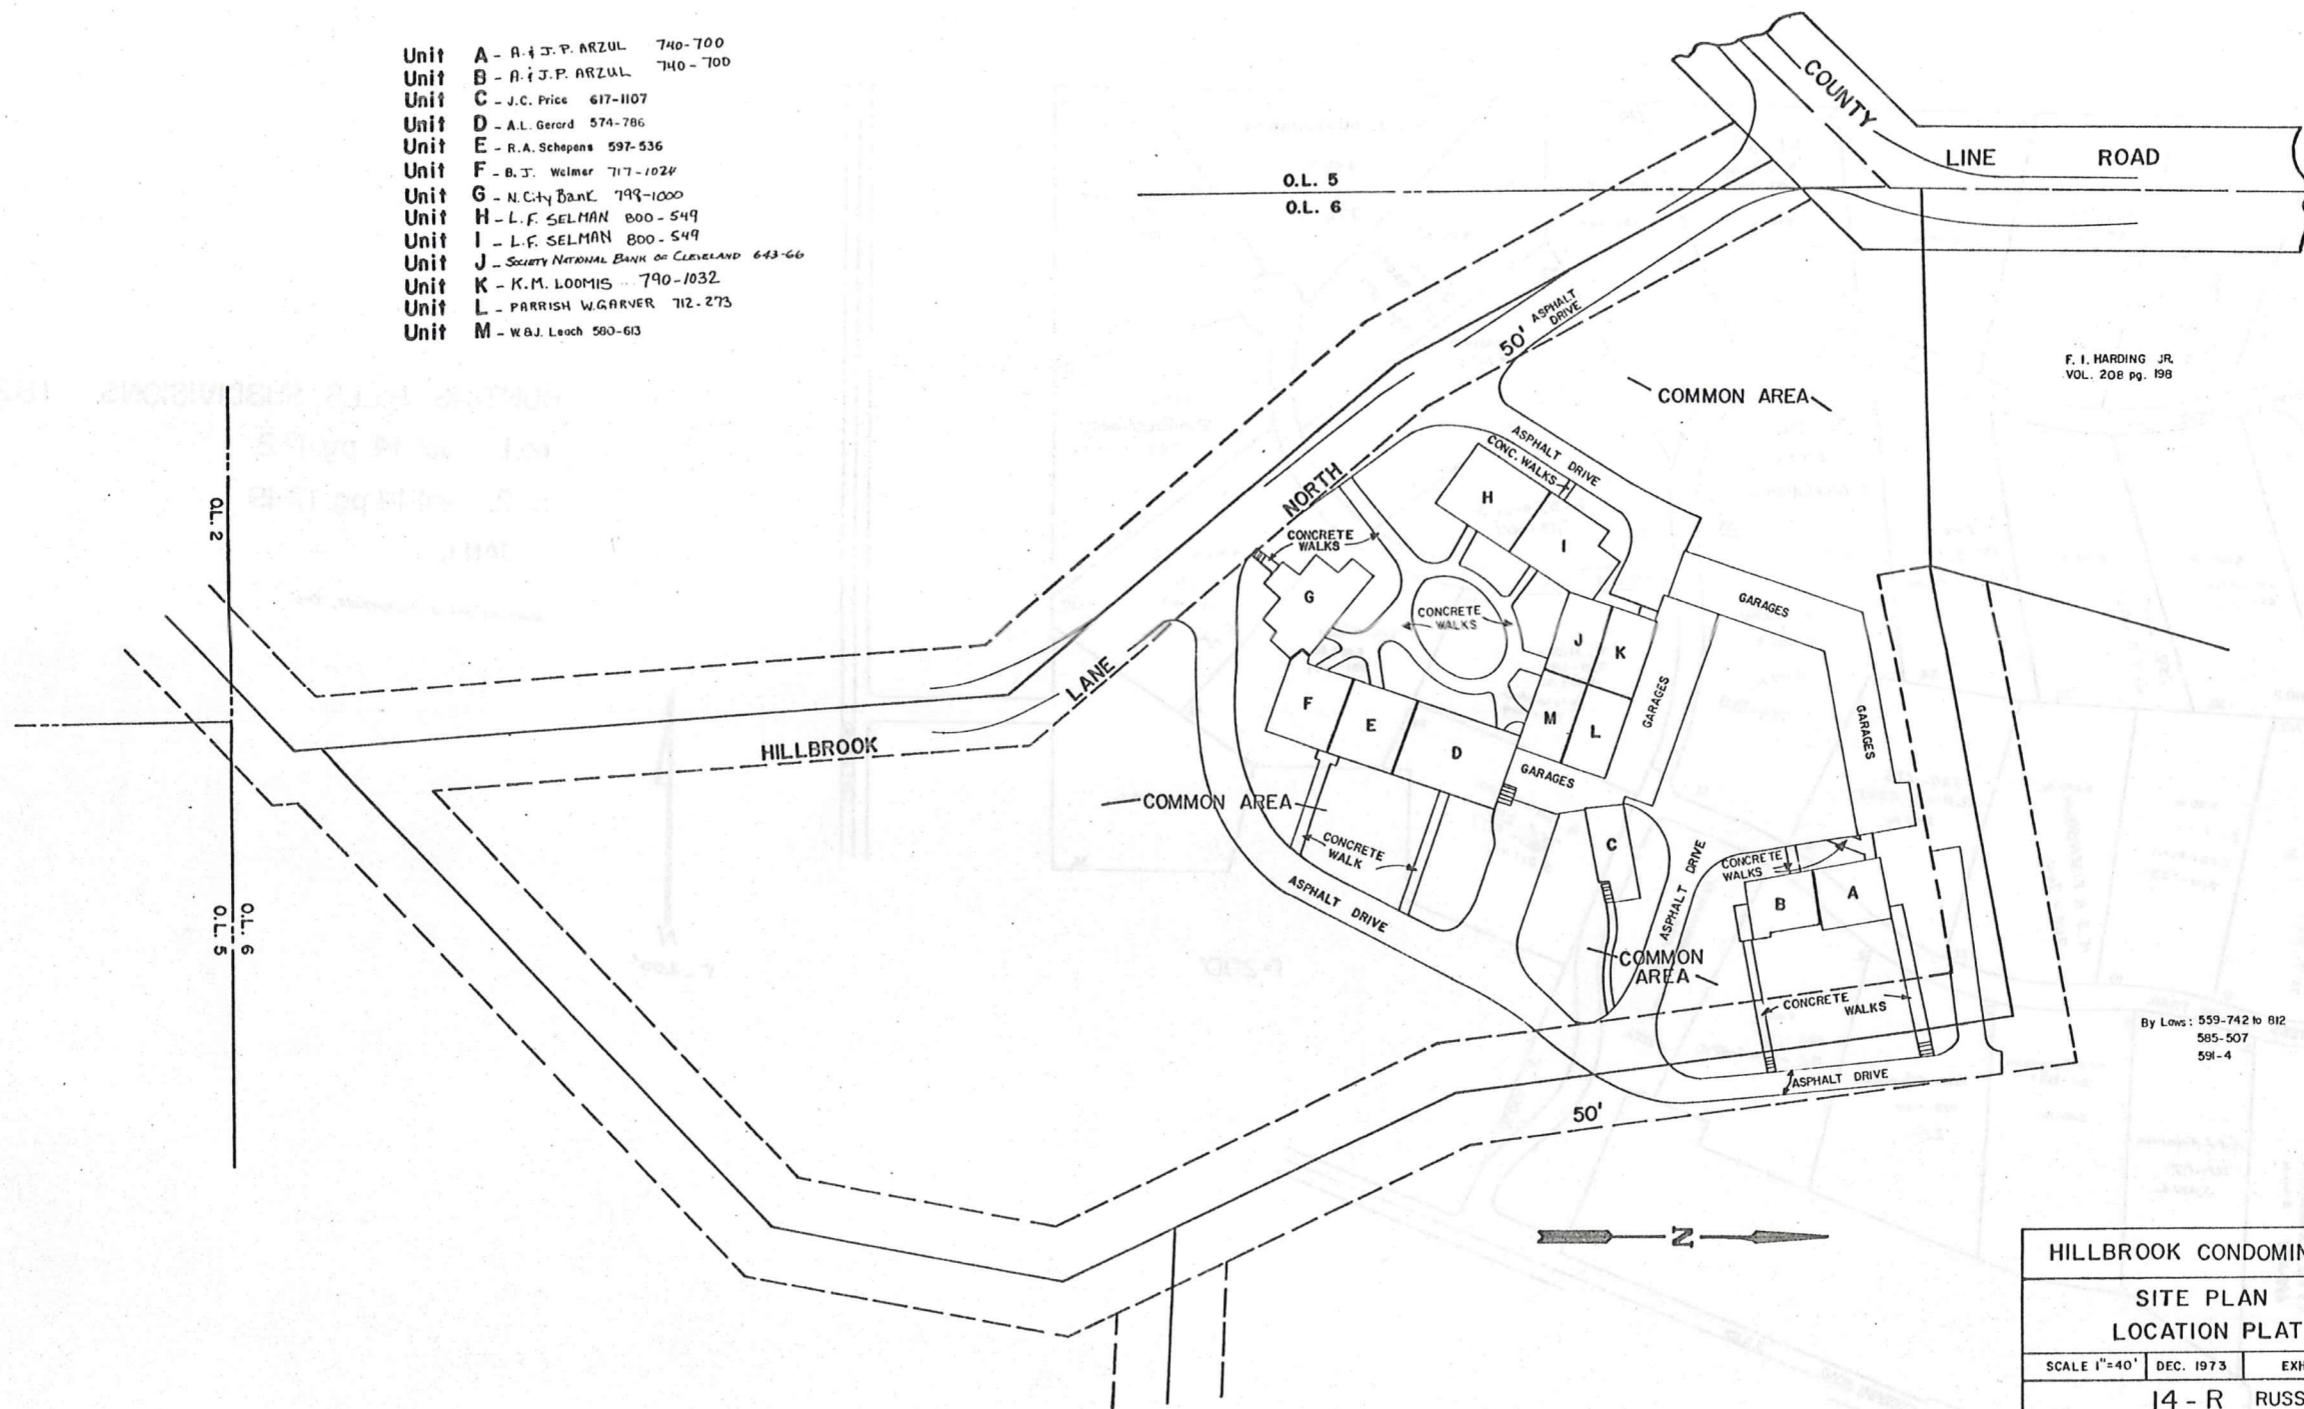 Unit A - A. & J. P. ARZUL 740-700
Unit B - A. & J. P. ARZUL 740-700
Unit C - J.C. Price 617-1107
Unit D - A.L. Gerard 574-786
Unit E - R.A. Schepens 597-536
Unit F - B.J. Welmer 717-1024
Unit G - N. City Bank 798-1000
Unit H - L.F. SELMAN 800-549
Unit I - L.F. SELMAN 800-549
Unit J - SOCIETY NATIONAL BANK OF CLEVELAND 643-66
Unit K - K.M. LOOMIS 790-1032
Unit L - PARRISH W. GARVER 712-273
Unit M - W.&J. Leach 580-613
COUNTY
LINE ROAD
O.L. 5
O.L. 6
50'
ASPHALT
DRIVE
F. I. HARDING JR.
VOL. 208 pg. 198
COMMON AREA
ASPHALT DRIVE
CONC. WALKS
NORTH
H
I
CONCRETE
WALKS
G
CONCRETE
WALKS
J
K
GARAGES
O.L. 2
LANE
HILLBROOK
F
E
D
M
L
GARAGES
GARAGES
GARAGES
COMMON AREA
CONCRETE
WALK
ASPHALT DRIVE
C
ASPHALT DRIVE
CONCRETE
WALKS
B
A
O.L. 6
O.L. 5
COMMON
AREA
CONCRETE
WALKS
By Laws: 559-742 to 812
585-507
591-4
ASPHALT DRIVE
50'
N
HILLBROOK CONDOMIN
SITE PLAN
LOCATION PLAT
SCALE 1"=40' DEC. 1973 EXH
14-R RUSS